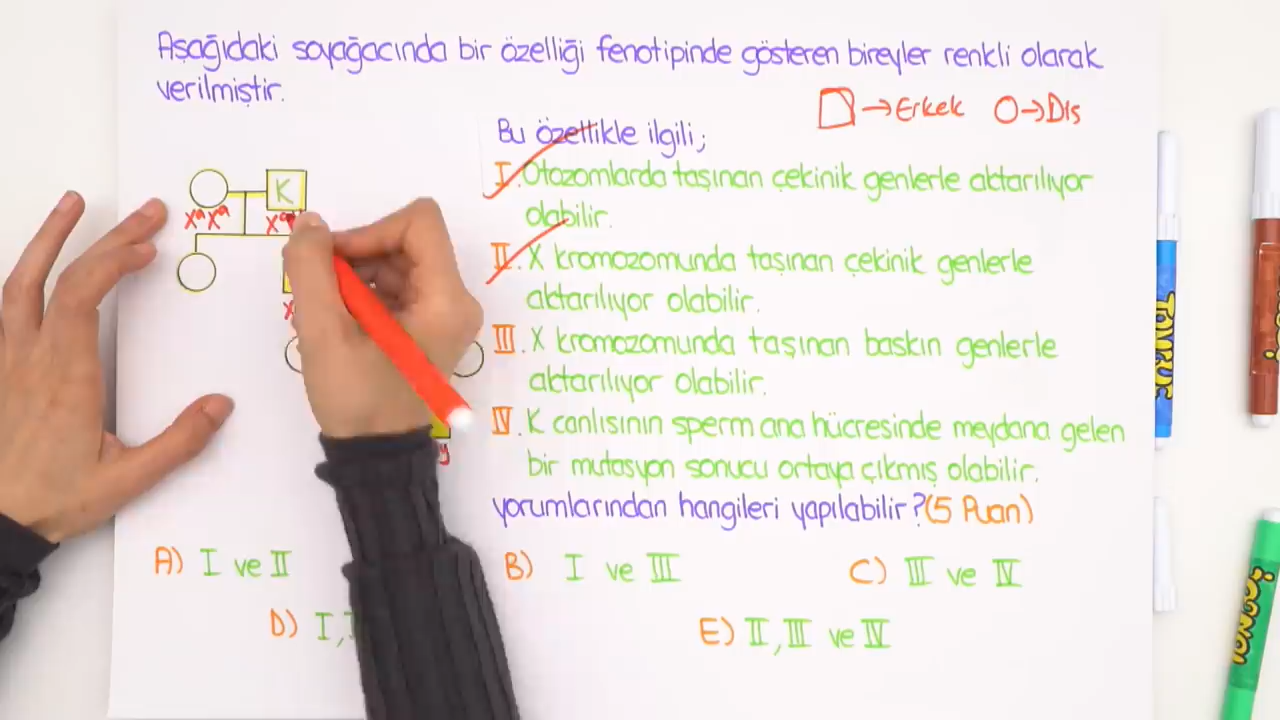 Aşağıdaki soyağacında bir özelliği fenotipinde gösteren bireyler renkli olarak
verilmiştir.
→Erkek →Dis
Bu özellikle ilgili;
I. Otozomlarda taşınan çekinik genlerle aktarılıyor
olabilir.
II. X kromozomunda taşınan çekinik genlerle
aktarılıyor olabilir.
III. X kromozomunda taşınan baskın genlerle
aktarılıyor olabilir.
IV. K canlısının sperm ana hücresinde meydana gelen
bir mutasyon sonucu ortaya çıkmış olabilir.
yorumlarından hangileri yapılabilir? (5 Puan)
K
XᵃXᵃ
A) I ve II
B) I ve III
C) III ve IV
D) I,
E) II, III ve IV